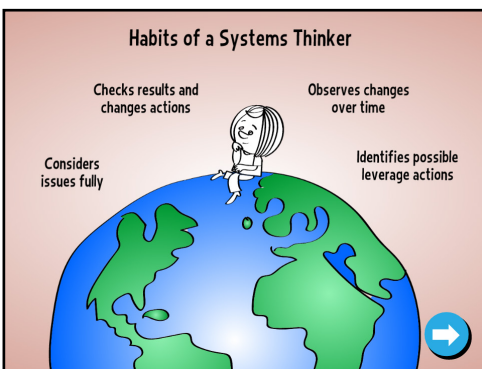 Habits of a Systems Thinker
Checks results and
changes actions
Observes changes
over time
Considers
issues fully
Identifies possible
leverage actions